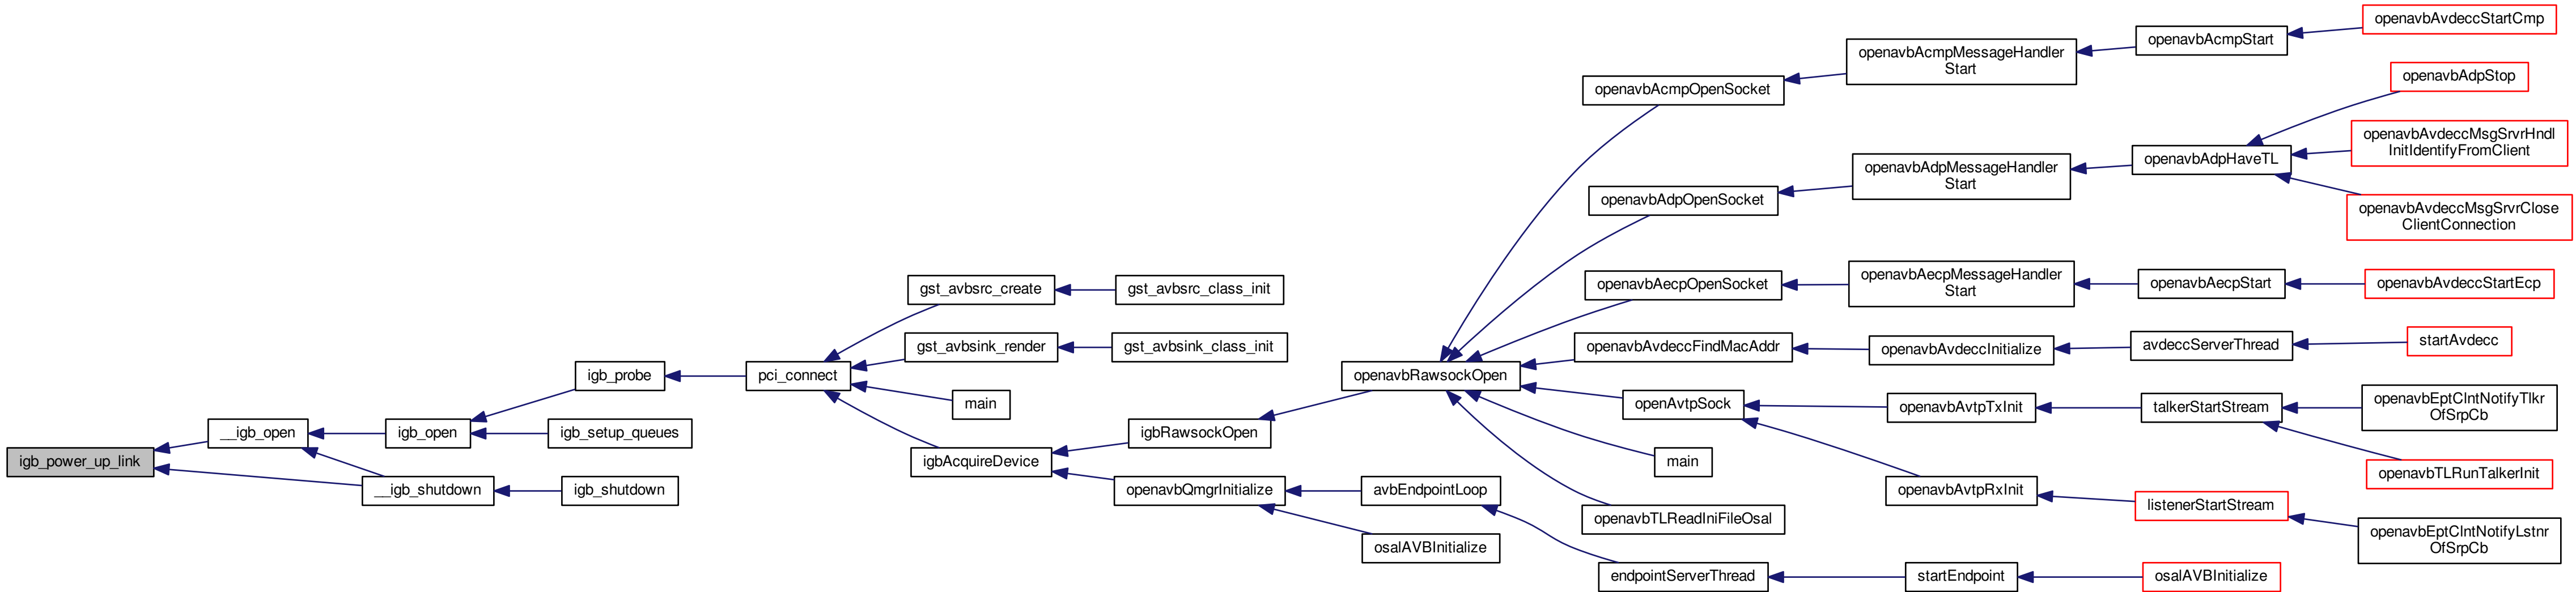 igb_power_up_link
__igb_open
__igb_shutdown
igb_open
igb_shutdown
igb_probe
igb_setup_queues
pci_connect
gst_avbsrc_create
gst_avbsrc_class_init
gst_avbsink_render
gst_avbsink_class_init
main
igbAcquireDevice
igbRawsockOpen
openavbQmgrInitialize
openavbRawsockOpen
avbEndpointLoop
osalAVBInitialize
openavbAcmpOpenSocket
openavbAcmpMessageHandler
Start
openavbAcmpStart
openavbAvdeccStartCmp
openavbAdpOpenSocket
openavbAdpMessageHandler
Start
openavbAdpHaveTL
openavbAdpStop
openavbAvdeccMsgSrvrHndl
InitIdentifyFromClient
openavbAvdeccMsgSrvrClose
ClientConnection
openavbAecpOpenSocket
openavbAecpMessageHandler
Start
openavbAecpStart
openavbAvdeccStartEcp
openavbAvdeccFindMacAddr
openavbAvdeccInitialize
avdeccServerThread
startAvdecc
openAvtpSock
openavbAvtpTxInit
talkerStartStream
openavbEptClntNotifyTlkr
OfSrpCb
openavbTLRunTalkerInit
openavbAvtpRxInit
listenerStartStream
openavbEptClntNotifyLstnr
OfSrpCb
main
openavbTLReadIniFileOsal
endpointServerThread
startEndpoint
osalAVBInitialize